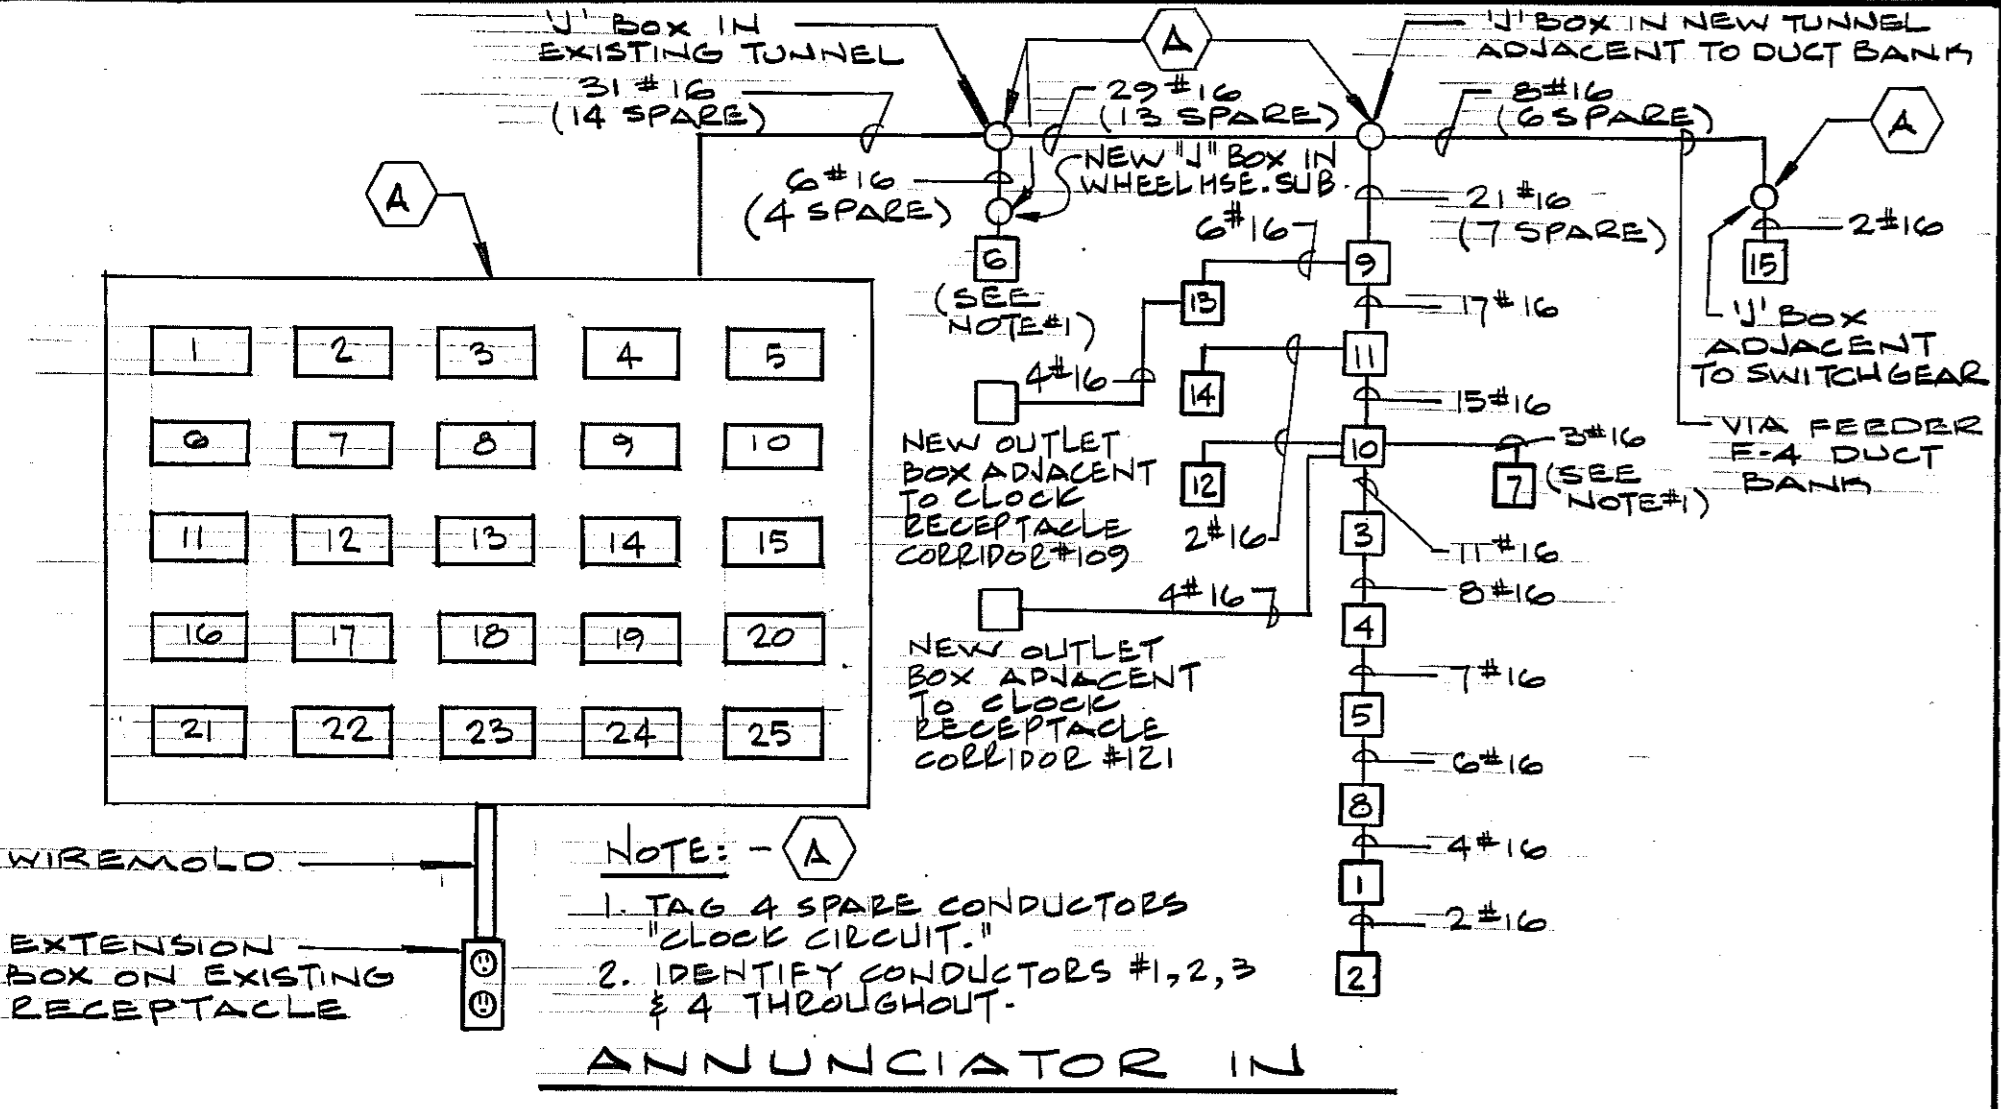 'J' BOX IN
EXISTING TUNNEL
31 #16
(14 SPARE)
A
29 #16
(13 SPARE)
'J' BOX IN NEW TUNNEL
ADJACENT TO DUCT BANK
8#16
(6 SPARE)
A
A
6 #16
(4 SPARE)
NEW "J" BOX IN
WHEEL HSE. SUB.
21 #16
(7 SPARE)
2#16
6#16
6
(SEE
NOTE#1)
9
15
13
17 #16
'J' BOX
ADJACENT
TO SWITCHGEAR
1 2 3 4 5
11
4#16
14
15#16
VIA FEEDER
E-4 DUCT
BANK
6 7 8 9 10
NEW OUTLET
BOX ADJACENT
TO CLOCK
RECEPTACLE
CORRIDOR #109
10
3#16
(SEE
NOTE#1)
12
7
11 12 13 14 15
2#16
3
11 #16
8 #16
4#16
4
16 17 18 19 20
NEW OUTLET
BOX ADJACENT
TO CLOCK
RECEPTACLE
CORRIDOR #121
7 #16
5
21 22 23 24 25
6#16
8
4#16
1
2 #16
2
WIREMOLD
EXTENSION
BOX ON EXISTING
RECEPTACLE
NOTE: - A
1. TAG 4 SPARE CONDUCTORS
"CLOCK CIRCUIT."
2. IDENTIFY CONDUCTORS #1, 2, 3
& 4 THROUGHOUT.
ANNUNCIATOR IN